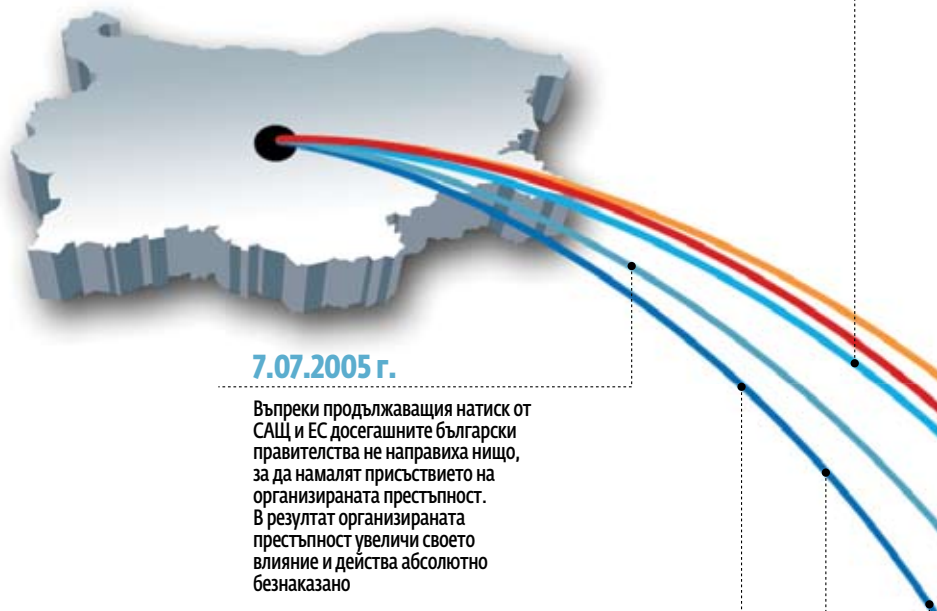 7.07.2005 г.
Въпреки продължаващия натиск от
САЩ и ЕС досегашните български
правителства не направиха нищо,
за да намалят присъствието на
организираната престъпност.
В резултат организираната
престъпност увеличи своето
влияние и действа абсолютно
безнаказано